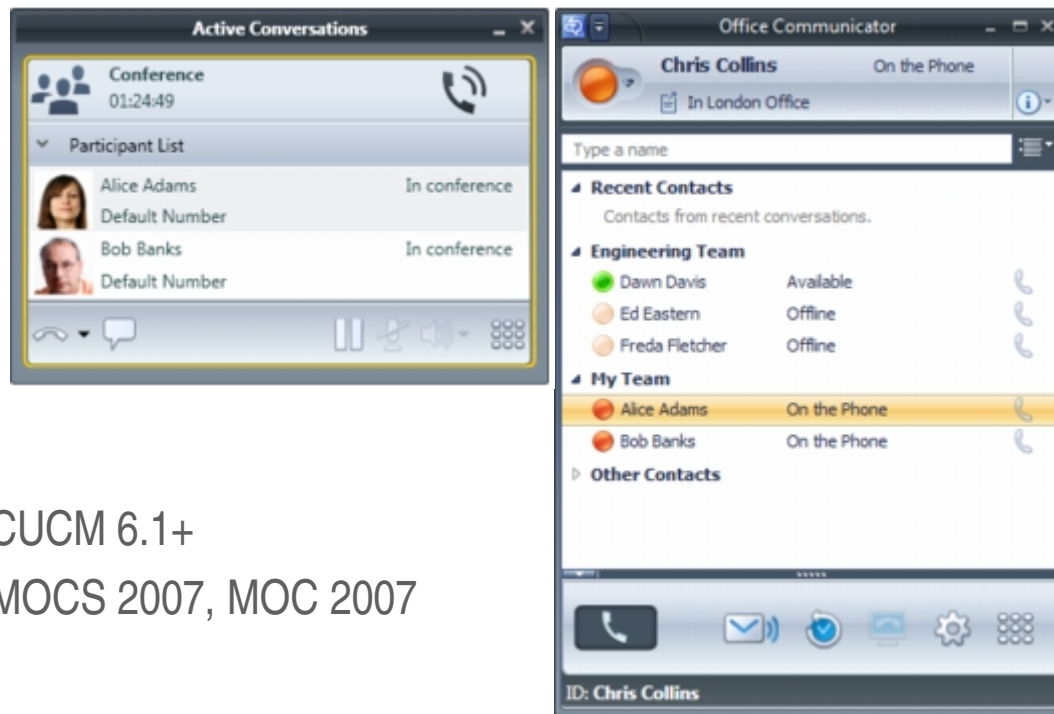 Active Conversations
Conference
01:24:49
Participant List
Alice Adams In conference
Default Number
Bob Banks In conference
Default Number
CUCM 6.1+
MOCS 2007, MOC 2007
Office Communicator
Chris Collins On the Phone
In London Office
Type a name
Recent Contacts
Contacts from recent conversations.
Engineering Team
Dawn Davis Available
Ed Eastern Offline
Freda Fletcher Offline
My Team
Alice Adams On the Phone
Bob Banks On the Phone
Other Contacts
ID: Chris Collins